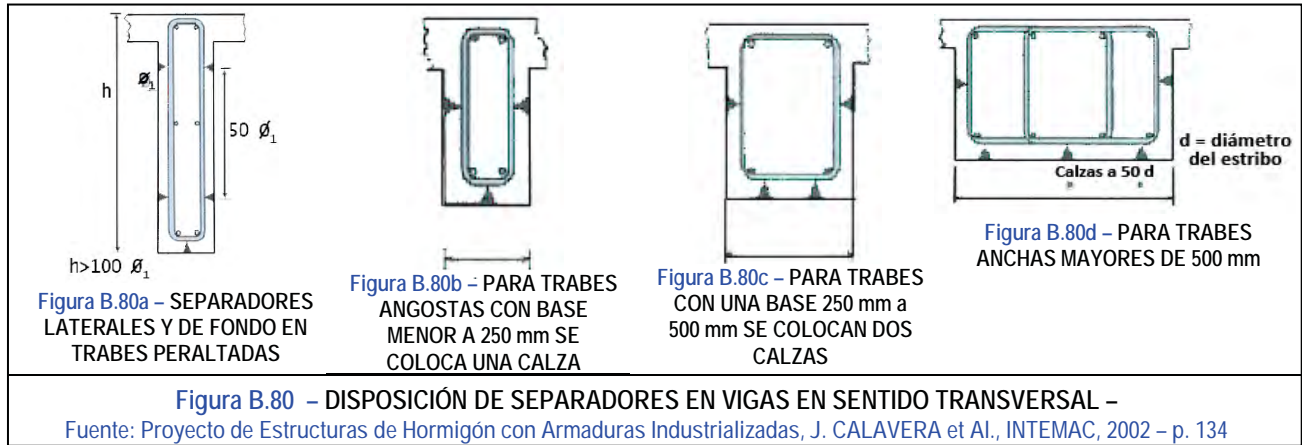 h
Ø₁
50 Ø₁
h>100 Ø₁
Figura B.80a – SEPARADORES
LATERALES Y DE FONDO EN
TRABES PERALTADAS
Figura B.80b – PARA TRABES
ANGOSTAS CON BASE
MENOR A 250 mm SE
COLOCA UNA CALZA
Figura B.80c – PARA TRABES
CON UNA BASE 250 mm a
500 mm SE COLOCAN DOS
CALZAS
d = diámetro
del estribo
Calzas a 50 d
Figura B.80d – PARA TRABES
ANCHAS MAYORES DE 500 mm
Figura B.80 – DISPOSICIÓN DE SEPARADORES EN VIGAS EN SENTIDO TRANSVERSAL –
Fuente: Proyecto de Estructuras de Hormigón con Armaduras Industrializadas, J. CALAVERA et Al., INTEMAC, 2002 – p. 134